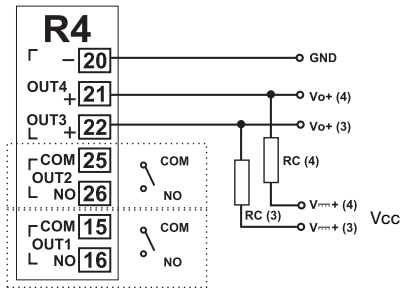 R4
− 20 GND
OUT4 + 21 Vo+ (4)
OUT3 + 22 Vo+ (3)
COM 25 COM RC (4)
OUT2
NO 26 NO V⎓+ (4)
RC (3) Vcc
COM 15 COM V⎓+ (3)
OUT1
NO 16 NO